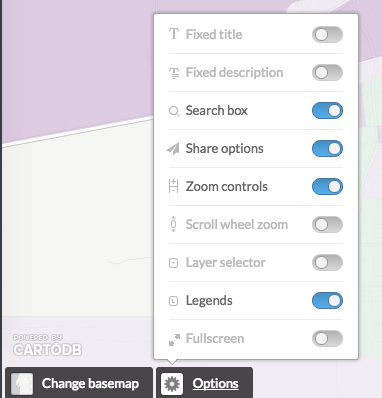 Fixed title
Fixed description
Search box
Share options
Zoom controls
Scroll wheel zoom
Layer selector
Legends
Fullscreen
POWERED BY
CARTODB
Change basemap
Options